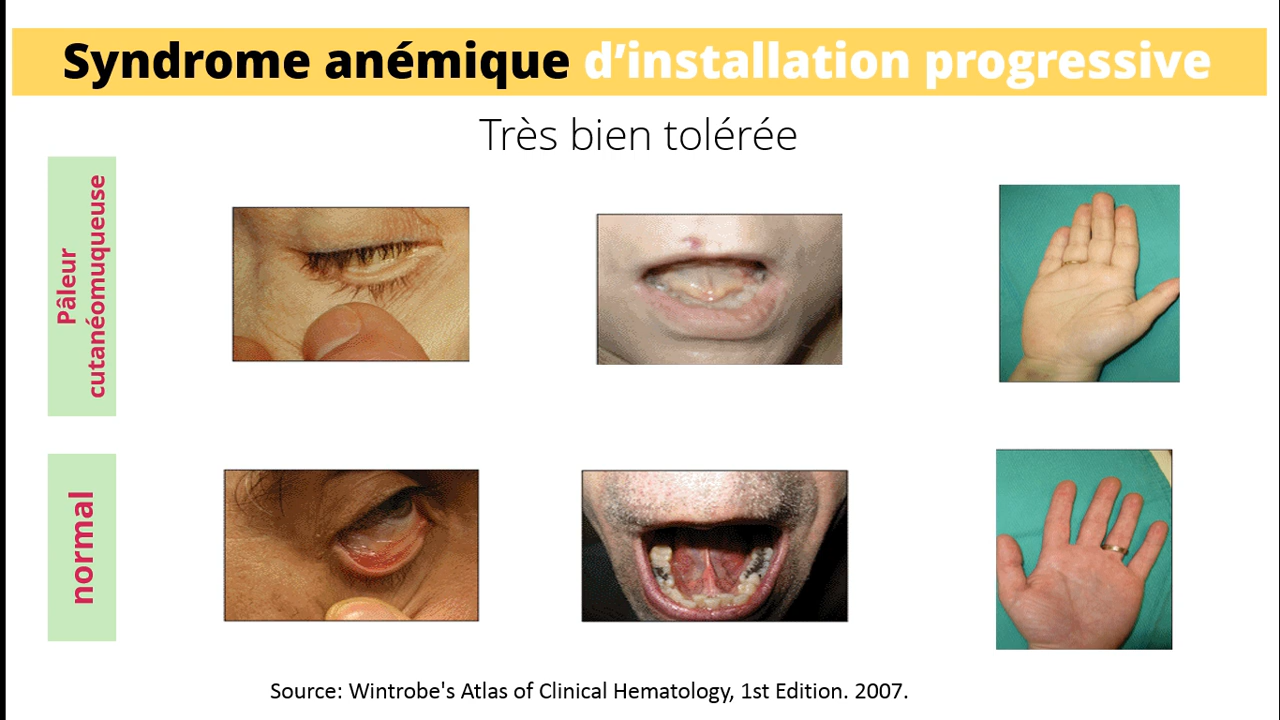 Syndrome anémique d’installation progressive
Très bien tolérée
Pâleur
cutanéomuqueuse
normal
Source: Wintrobe's Atlas of Clinical Hematology, 1st Edition. 2007.